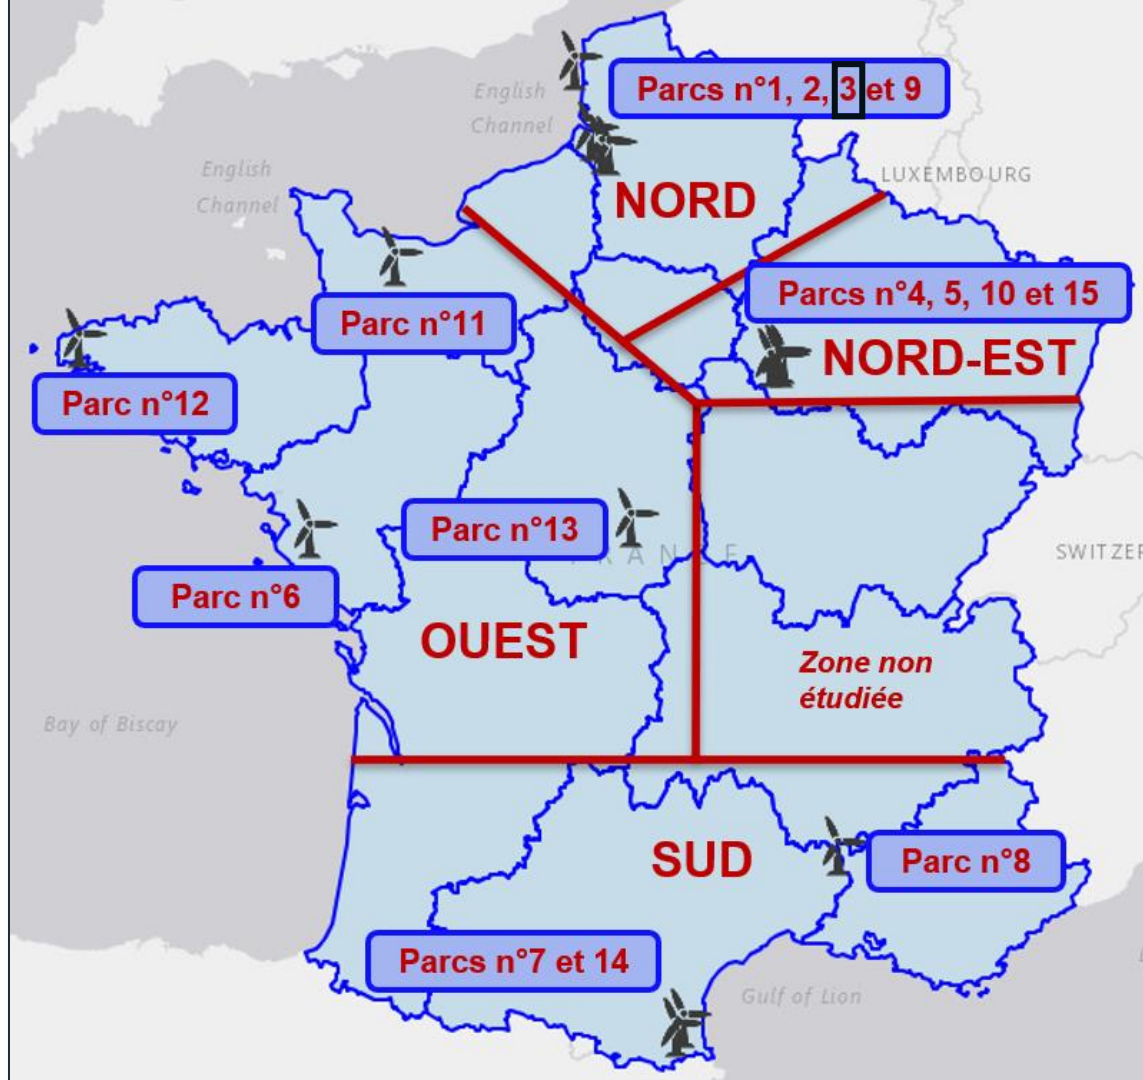 English
Channel
Parcs n°1, 2, 3 et 9
English
Channel
LUXEMBOURG
NORD
Parcs n°4, 5, 10 et 15
Parc n°11
NORD-EST
Parc n°12
Parc n°13
FRANCE
SWITZER
Parc n°6
OUEST
Zone non
étudiée
Bay of Biscay
SUD
Parc n°8
Parcs n°7 et 14
Gulf of Lion